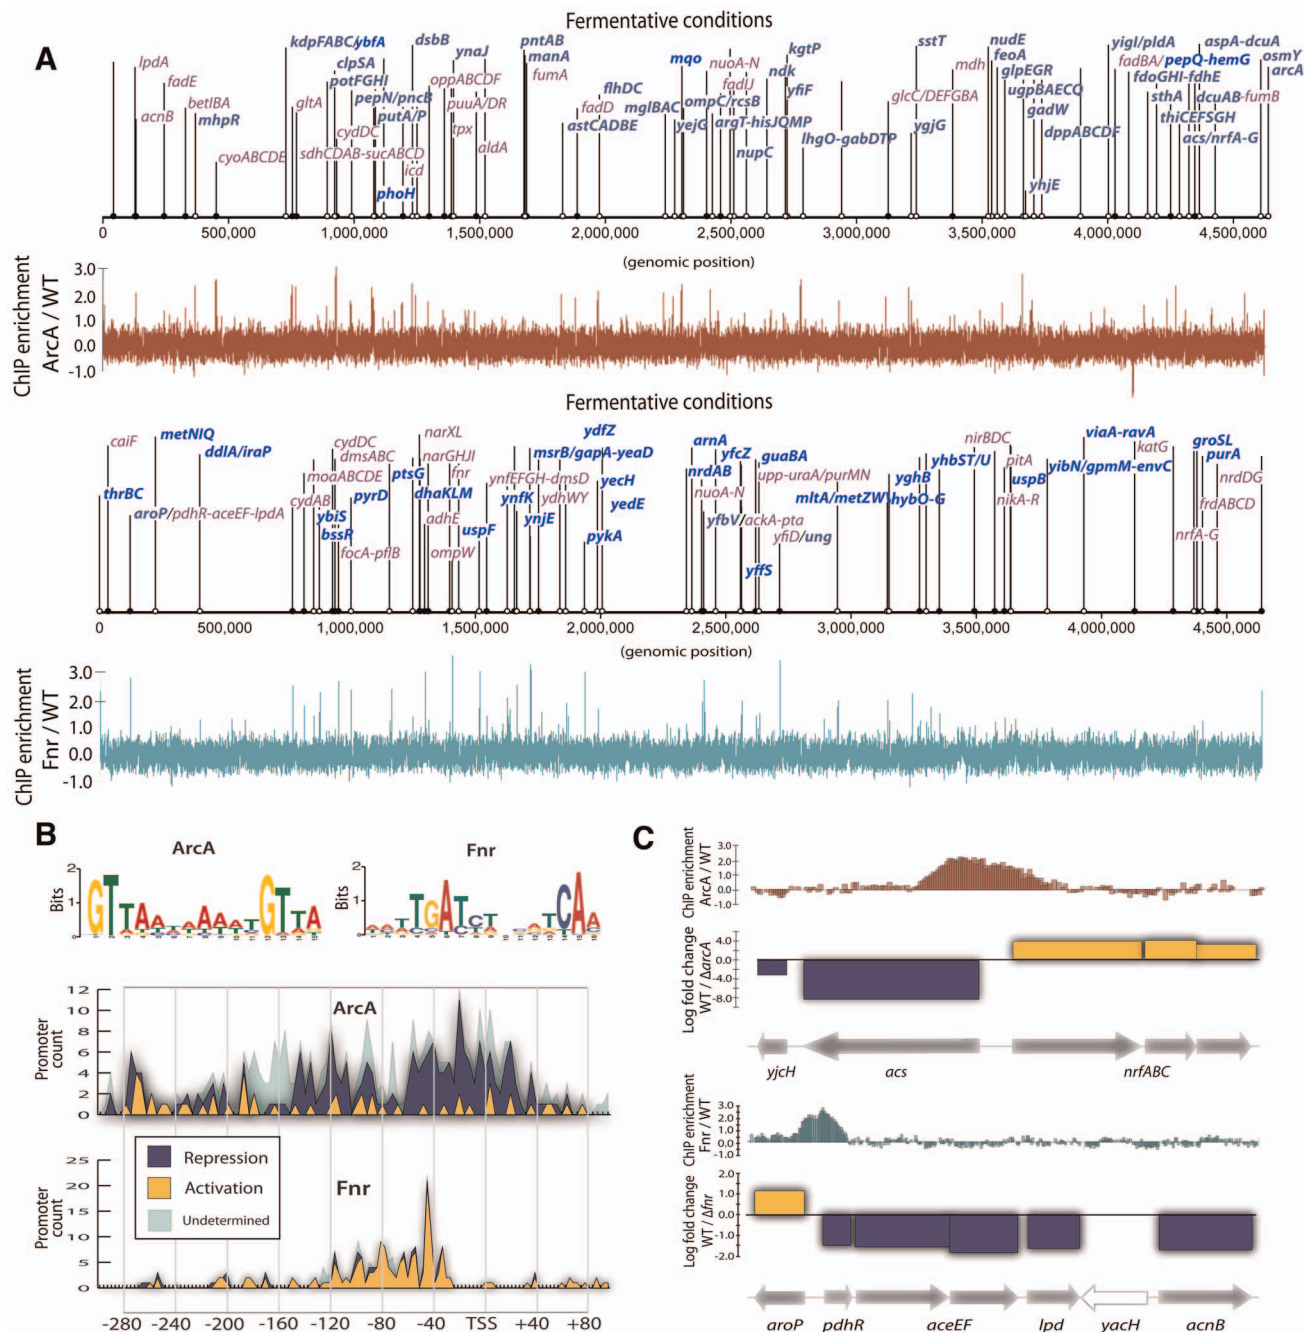 A
Fermentative conditions
kdpFABC/ybfA
dsbB
pntAB
mqo
kgtP
sstT
nudE
yigI/pldA
aspA-dcuA
lpdA
clpSA
ynaJ
manA
nuoA-N
ndk
mdh
feoA
fadBA/
pepQ-hemG
osmY
fadE
potFGHI
oppABCDF
fumA
flhDC
fadIJ
yfiF
glpEGR
fdoGHI-fdhE
arcA
acnB
betIBA
gltA
pepN/pncB
puuA/DR
fadD
mglBAC
ompC/rcsB
glcC/DEFGBA
ugpBAECQ
sthA
dcuAB-fumB
mhpR
putA/P
tpx
astCADBE
yejG
argT-hisJQMP
ygjG
gadW
thiCEFSGH
cydDC
aldA
lhgO-gabDTP
dppABCDF
acs/nrfA-G
cyoABCDE
sdhCDAB-sucABCD
nupC
icd
phoH
yhjE
0
500,000
1,000,000
1,500,000
2,000,000
2,500,000
3,000,000
3,500,000
4,000,000
4,500,000
(genomic position)
ChIP enrichment
ArcA / WT
3.0
2.0
1.0
0.0
-1.0
Fermentative conditions
caiF
metNIQ
cydDC
narXL
ydfZ
arnA
nirBDC
viaA-ravA
groSL
ddlA/iraP
dmsABC
narGHJI
msrB/gapA-yeaD
yfcZ
guaBA
yhbST/U
pitA
katG
purA
moaABCDE
ptsG
fnr
ynfEFGH-dmsD
yecH
nrdAB
upp-uraA/purMN
yghB
uspB
yibN/gpmM-envC
nrdDG
thrBC
cydAB
pyrD
dhaKLM
ynfK
ydhWY
yedE
nuoA-N
mltA/metZWV
hybO-G
nikA-R
frdABCD
aroP/pdhR-aceEF-lpdA
ybiS
adhE
uspF
ynjE
pykA
yfbV/ackA-pta
bssR
yfiD/ung
nrfA-G
focA-pflB
ompW
yffS
0
500,000
1,000,000
1,500,000
2,000,000
2,500,000
3,000,000
3,500,000
4,000,000
4,500,000
(genomic position)
ChIP enrichment
Fnr / WT
3.0
2.0
1.0
0.0
-1.0
B
ArcA
Bits
2
1
0
Fnr
Bits
2
1
0
ArcA
Promoter
count
12
10
8
6
4
2
0
Repression
Activation
Undetermined
Fnr
Promoter
count
25
20
15
10
5
0
-280
-240
-200
-160
-120
-80
-40
TSS
+40
+80
C
ChIP enrichment
ArcA / WT
3.0
2.0
1.0
0.0
-1.0
Log fold change
WT / ΔarcA
4.0
0.0
-4.0
-8.0
yjcH
acs
nrfABC
ChIP enrichment
Fnr / WT
3.0
2.0
1.0
0.0
-1.0
Log fold change
WT / Δfnr
2.0
1.0
0.0
-1.0
-2.0
aroP
pdhR
aceEF
lpd
yacH
acnB